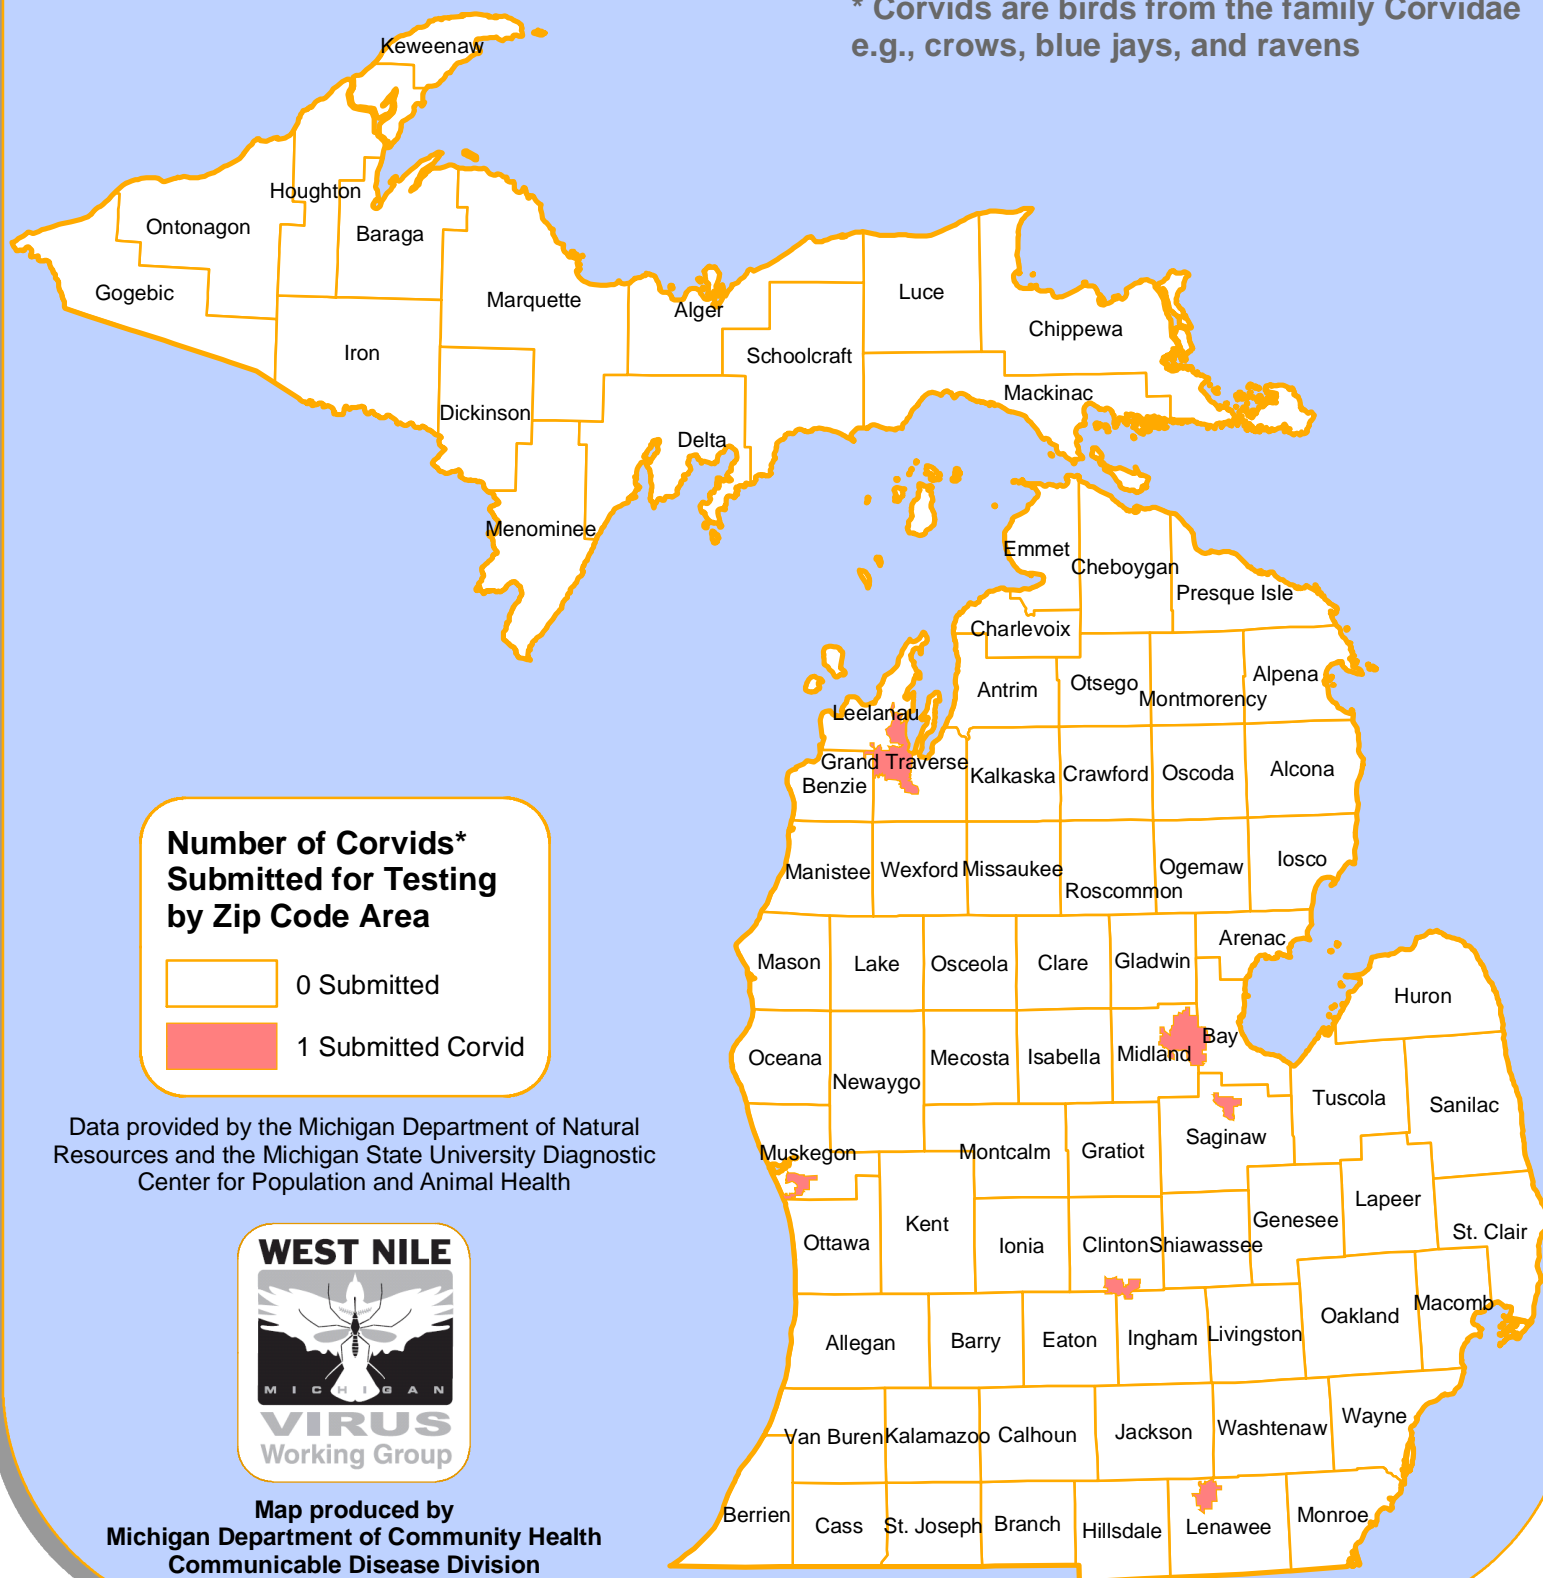 * Corvids are birds from the family Corvidae
e.g., crows, blue jays, and ravens
Keweenaw
Houghton
Ontonagon
Baraga
Gogebic
Marquette
Alger
Luce
Chippewa
Iron
Schoolcraft
Mackinac
Dickinson
Delta
Menominee
Emmet
Cheboygan
Presque Isle
Charlevoix
Antrim
Otsego
Montmorency
Alpena
Leelanau
Grand Traverse
Benzie
Kalkaska
Crawford
Oscoda
Alcona
Manistee
Wexford
Missaukee
Roscommon
Ogemaw
Iosco
Number of Corvids*
Submitted for Testing
by Zip Code Area
0 Submitted
1 Submitted Corvid
Mason
Lake
Osceola
Clare
Gladwin
Arenac
Huron
Oceana
Newaygo
Mecosta
Isabella
Midland
Bay
Tuscola
Sanilac
Muskegon
Montcalm
Gratiot
Saginaw
Lapeer
Genesee
St. Clair
Ottawa
Kent
Ionia
Clinton
Shiawassee
Oakland
Macomb
Allegan
Barry
Eaton
Ingham
Livingston
Van Buren
Kalamazoo
Calhoun
Jackson
Washtenaw
Wayne
Berrien
Cass
St. Joseph
Branch
Hillsdale
Lenawee
Monroe
Data provided by the Michigan Department of Natural
Resources and the Michigan State University Diagnostic
Center for Population and Animal Health
WEST NILE
MICHIGAN
VIRUS
Working Group
Map produced by
Michigan Department of Community Health
Communicable Disease Division